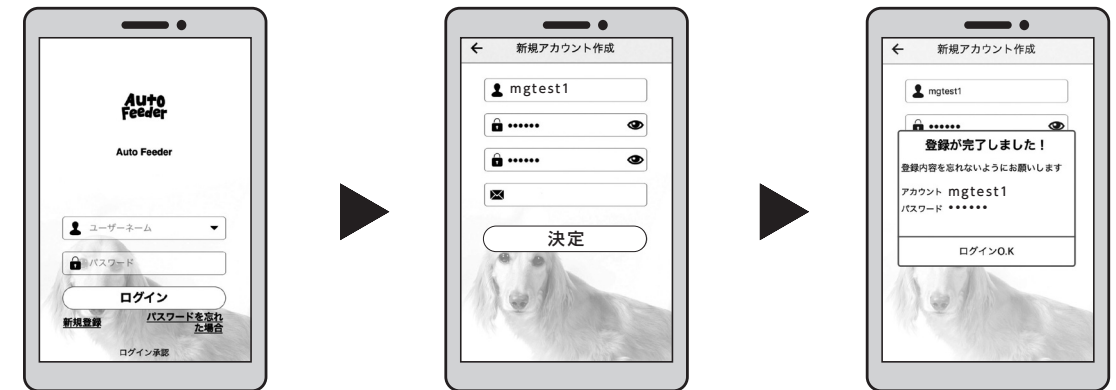 Auto
Feeder
Auto Feeder
ユーザーネーム
パスワード
ログイン
新規登録
パスワードを忘れ
た場合
ログイン承認
新規アカウント作成
mgtest1
••••••
••••••
決定
新規アカウント作成
mgtest1
••••••
登録が完了しました！
登録内容を忘れないようにお願いします
アカウント mgtest1
パスワード ••••••
ログインO.K